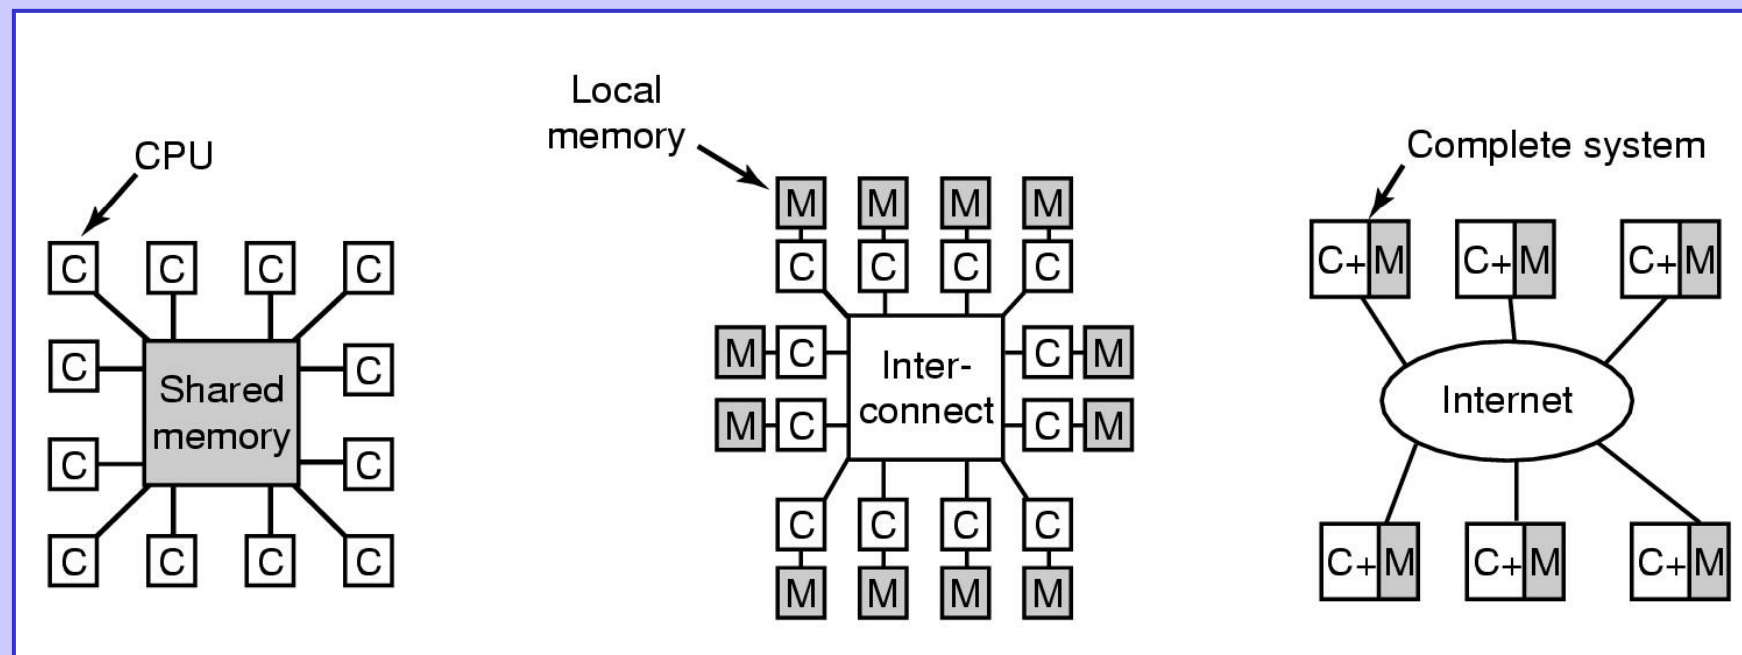 CPU
C C C C
C C
Shared
memory
C C
C C C C
Local
memory
M M M M
C C C C
M C C M
Inter-
connect
M C C M
C C C C
M M M M
Complete system
C+ M C+ M C+ M
Internet
C+ M C+ M C+ M